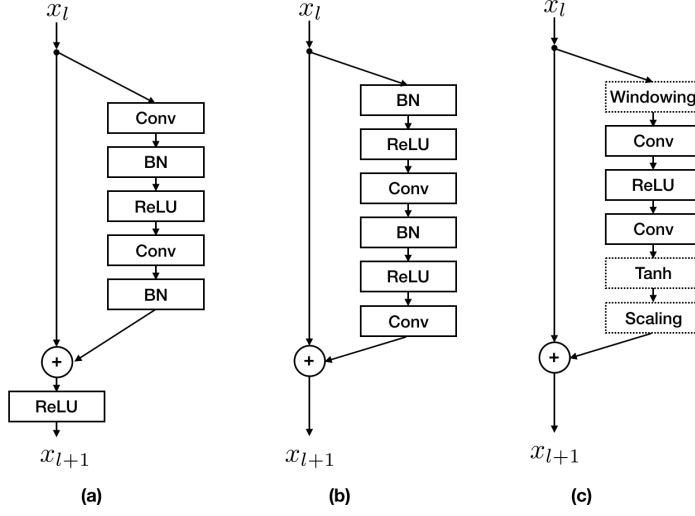 x_l
Conv
BN
ReLU
Conv
BN
+
ReLU
x_{l+1}
(a)
x_l
BN
ReLU
Conv
BN
ReLU
Conv
+
x_{l+1}
(b)
x_l
Windowing
Conv
ReLU
Conv
Tanh
Scaling
+
x_{l+1}
(c)